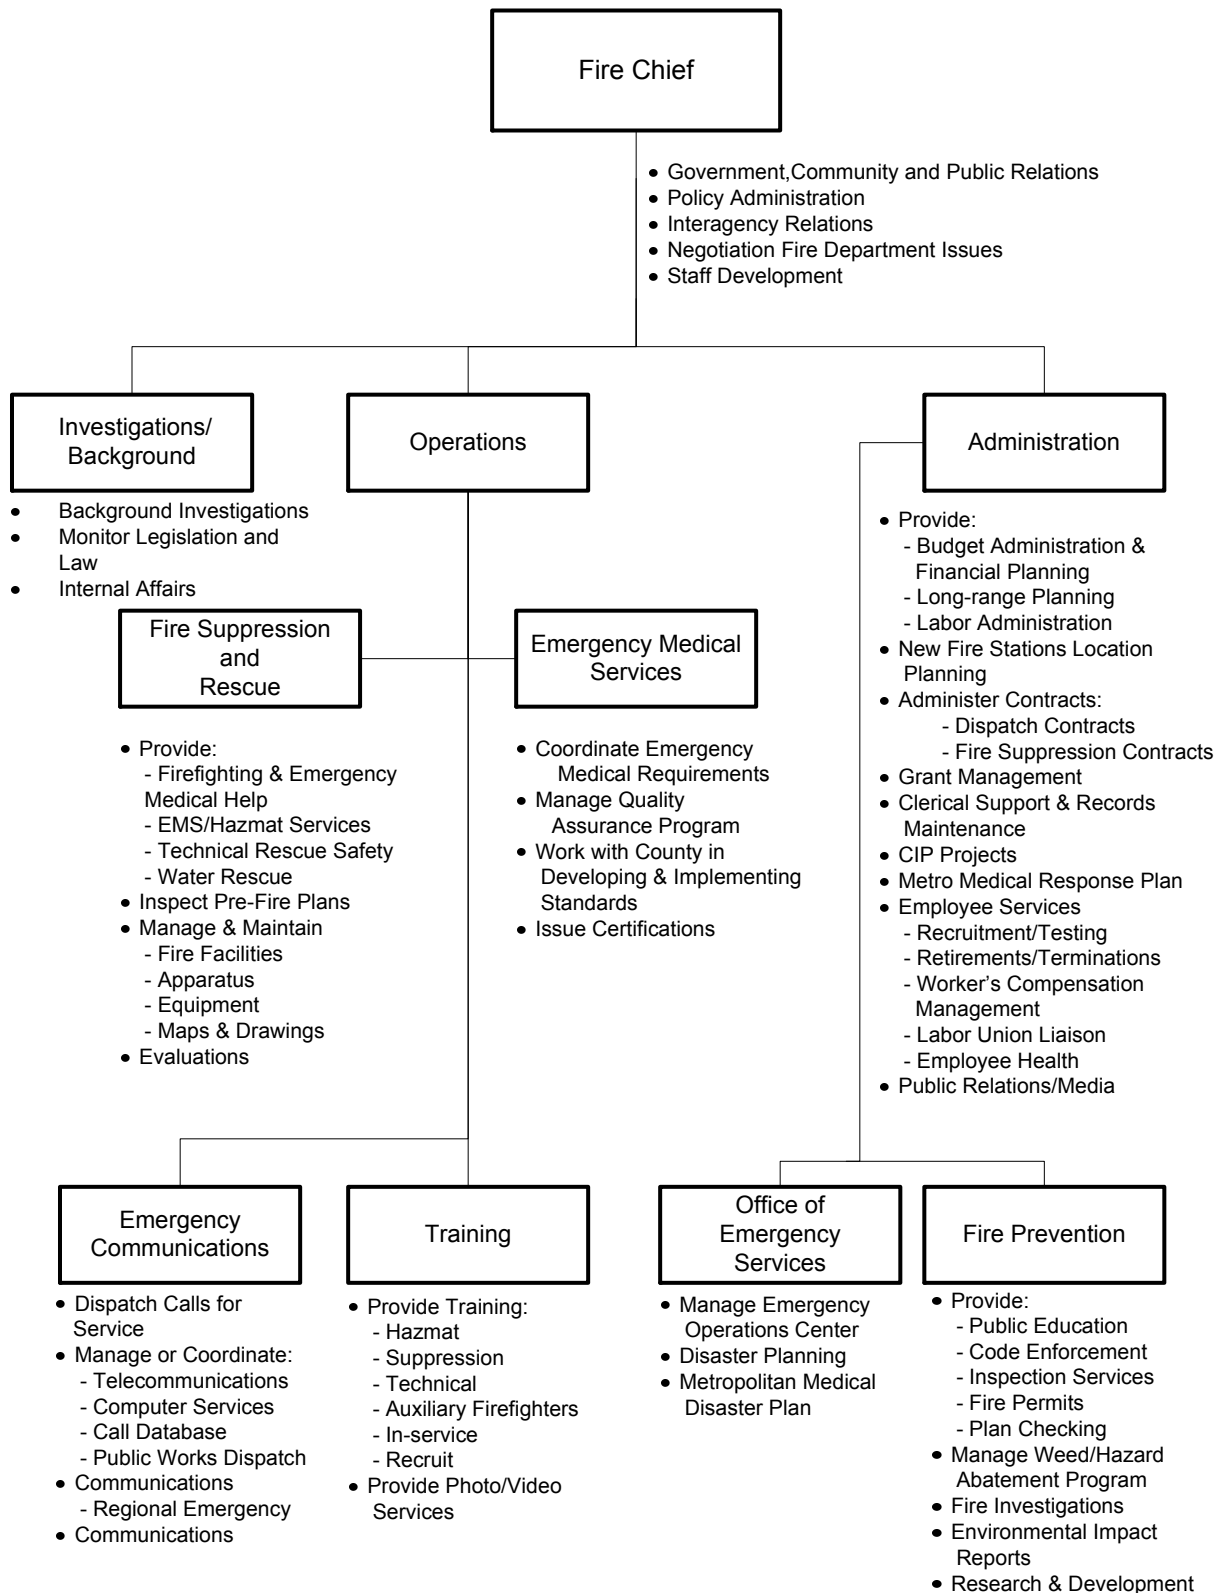 Fire Chief
• Government,Community and Public Relations
• Policy Administration
• Interagency Relations
• Negotiation Fire Department Issues
• Staff Development
Investigations/
Background
• Background Investigations
• Monitor Legislation and
Law
• Internal Affairs
Operations
Fire Suppression
and
Rescue
• Provide:
- Firefighting & Emergency
Medical Help
- EMS/Hazmat Services
- Technical Rescue Safety
- Water Rescue
• Inspect Pre-Fire Plans
• Manage & Maintain
- Fire Facilities
- Apparatus
- Equipment
- Maps & Drawings
• Evaluations
Emergency Medical
Services
• Coordinate Emergency
Medical Requirements
• Manage Quality
Assurance Program
• Work with County in
Developing & Implementing
Standards
• Issue Certifications
Administration
• Provide:
- Budget Administration &
Financial Planning
- Long-range Planning
- Labor Administration
• New Fire Stations Location
Planning
• Administer Contracts:
- Dispatch Contracts
- Fire Suppression Contracts
• Grant Management
• Clerical Support & Records
Maintenance
• CIP Projects
• Metro Medical Response Plan
• Employee Services
- Recruitment/Testing
- Retirements/Terminations
- Worker’s Compensation
Management
- Labor Union Liaison
- Employee Health
• Public Relations/Media
Emergency
Communications
• Dispatch Calls for
Service
• Manage or Coordinate:
- Telecommunications
- Computer Services
- Call Database
- Public Works Dispatch
• Communications
- Regional Emergency
• Communications
Training
• Provide Training:
- Hazmat
- Suppression
- Technical
- Auxiliary Firefighters
- In-service
- Recruit
• Provide Photo/Video
Services
Office of
Emergency
Services
• Manage Emergency
Operations Center
• Disaster Planning
• Metropolitan Medical
Disaster Plan
Fire Prevention
• Provide:
- Public Education
- Code Enforcement
- Inspection Services
- Fire Permits
- Plan Checking
• Manage Weed/Hazard
Abatement Program
• Fire Investigations
• Environmental Impact
Reports
• Research & Development